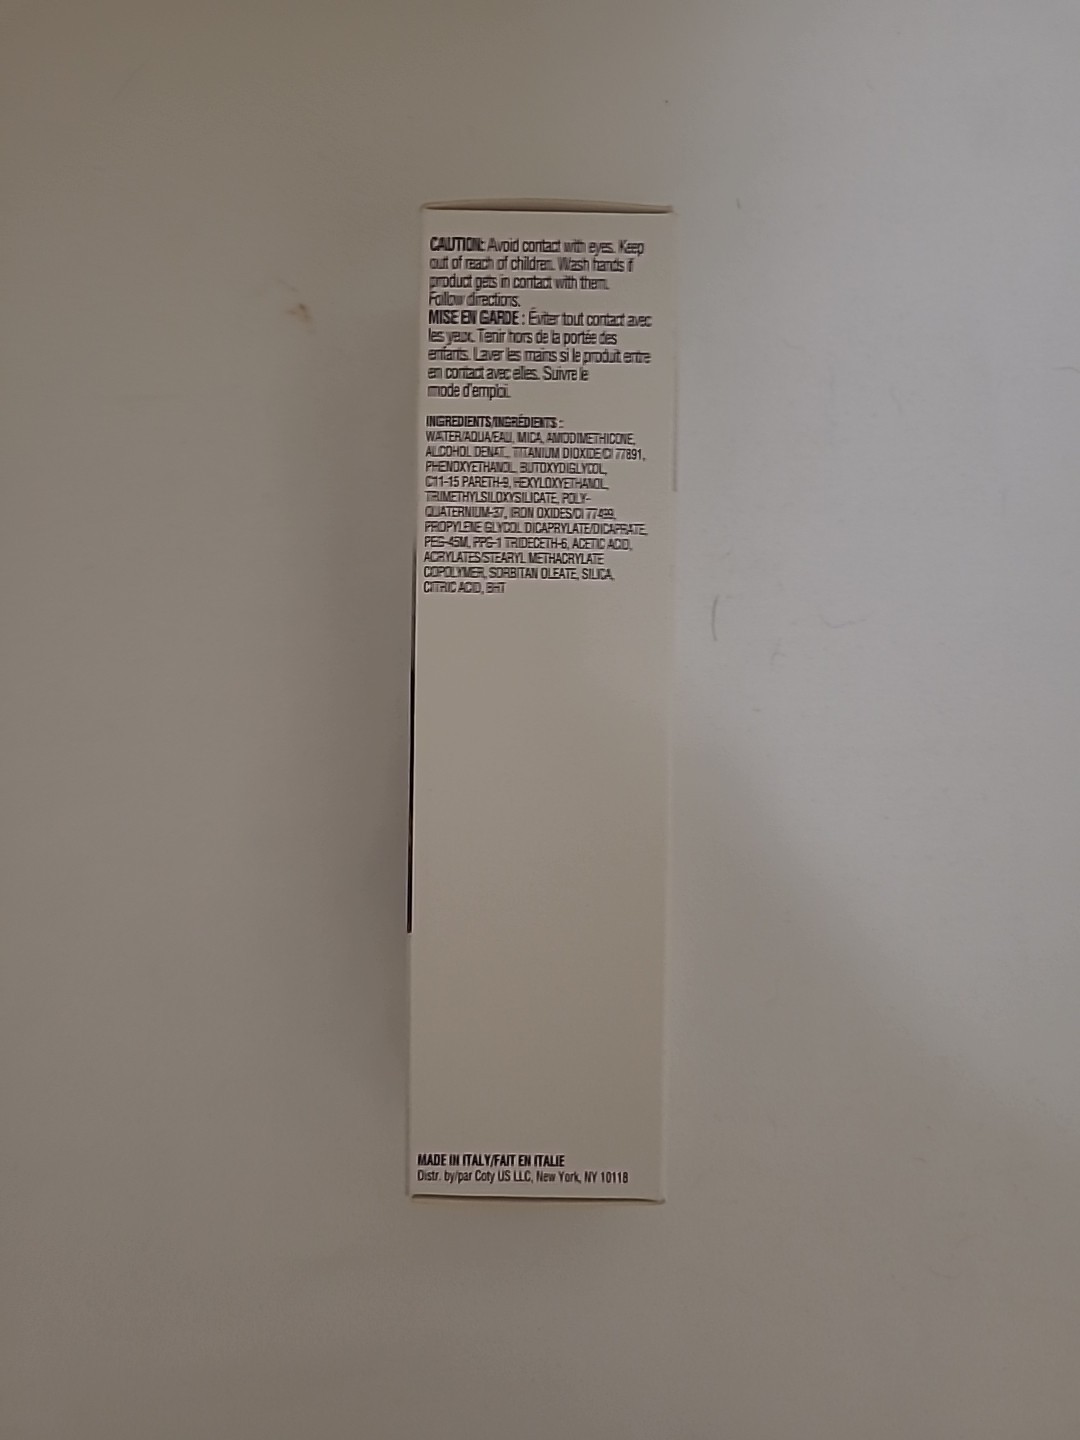 CAUTION: Avoid contact with eyes. Keep
out of reach of children. Wash hands if
product gets in contact with them.
Follow directions.
MISE EN GARDE : Éviter tout contact avec
les yeux. Tenir hors de la portée des
enfants. Laver les mains si le produit entre
en contact avec elles. Suivre le
mode d'emploi.
INGREDIENTS/INGRÉDIENTS :
WATER/AQUA/EAU, MICA, AMODIMETHICONE,
ALCOHOL DENAT., TITANIUM DIOXIDE/CI 77891,
PHENOXYETHANOL, BUTOXYDIGLYCOL,
C11-15 PARETH-9, HEXYLOXYETHANOL,
TRIMETHYLSILOXYSILICATE, POLY-
QUATERNIUM-37, IRON OXIDES/CI 77499,
PROPYLENE GLYCOL DICAPRYLATE/DICAPRATE,
PEG-45M, PPG-1 TRIDECETH-6, ACETIC ACID,
ACRYLATES/STEARYL METHACRYLATE
COPOLYMER, SORBITAN OLEATE, SILICA,
CITRIC ACID, BHT
MADE IN ITALY/FAIT EN ITALIE
Distr. by/par Coty US LLC, New York, NY 10118